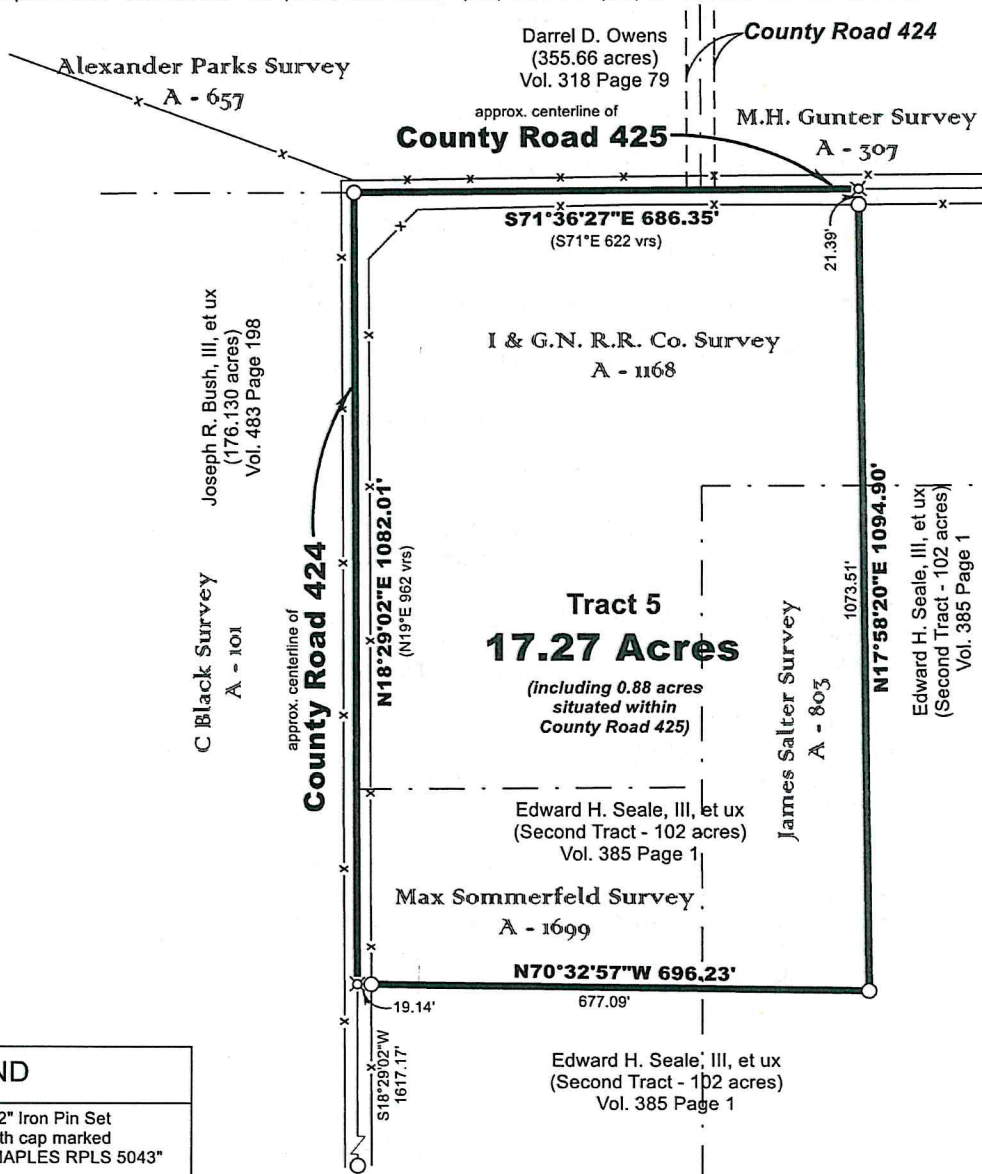 Darrel D. Owens
(355.66 acres)
Vol. 318 Page 79
County Road 424
Alexander Parks Survey
A - 657
approx. centerline of
County Road 425
M.H. Gunter Survey
A - 307
S71°36'27"E 686.35'
(S71°E 622 vrs)
21.39'
Joseph R. Bush, III, et ux
(176.130 acres)
Vol. 483 Page 198
I & G.N. R.R. Co. Survey
A - 1168
C Black Survey
A - 101
approx. centerline of
County Road 424
N18°29'02"E 1082.01'
(N19°E 962 vrs)
Tract 5
17.27 Acres
(including 0.88 acres
situated within
County Road 425)
James Salter Survey
A - 803
1073.51'
N17°58'20"E 1094.90'
Edward H. Seale, III, et ux
(Second Tract - 102 acres)
Vol. 385 Page 1
Edward H. Seale, III, et ux
(Second Tract - 102 acres)
Vol. 385 Page 1
Max Sommerfeld Survey
A - 1699
N70°32'57"W 696.23'
19.14'
677.09'
S18°29'02"W
1617.17'
Edward H. Seale, III, et ux
(Second Tract - 102 acres)
Vol. 385 Page 1
ND
2" Iron Pin Set
th cap marked
MAPLES RPLS 5043"